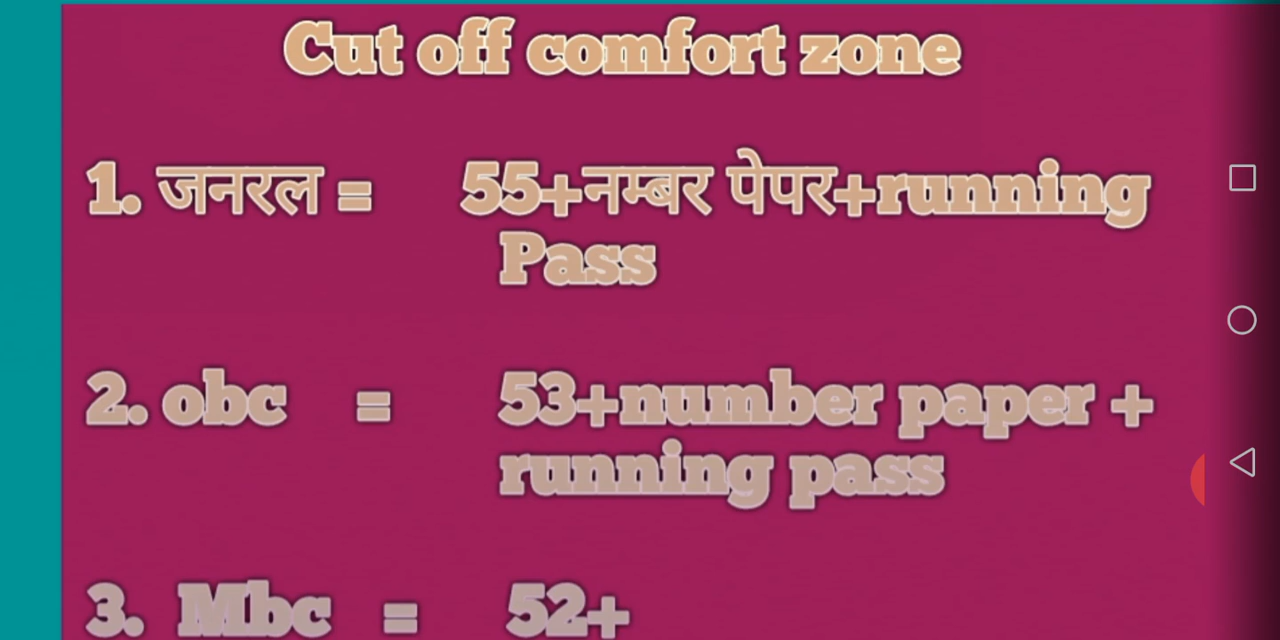 Cut off comfort zone
1. जनरल = 55+नम्बर पेपर+running
Pass
2. obc = 53+number paper +
running pass
3. Mbc = 52+